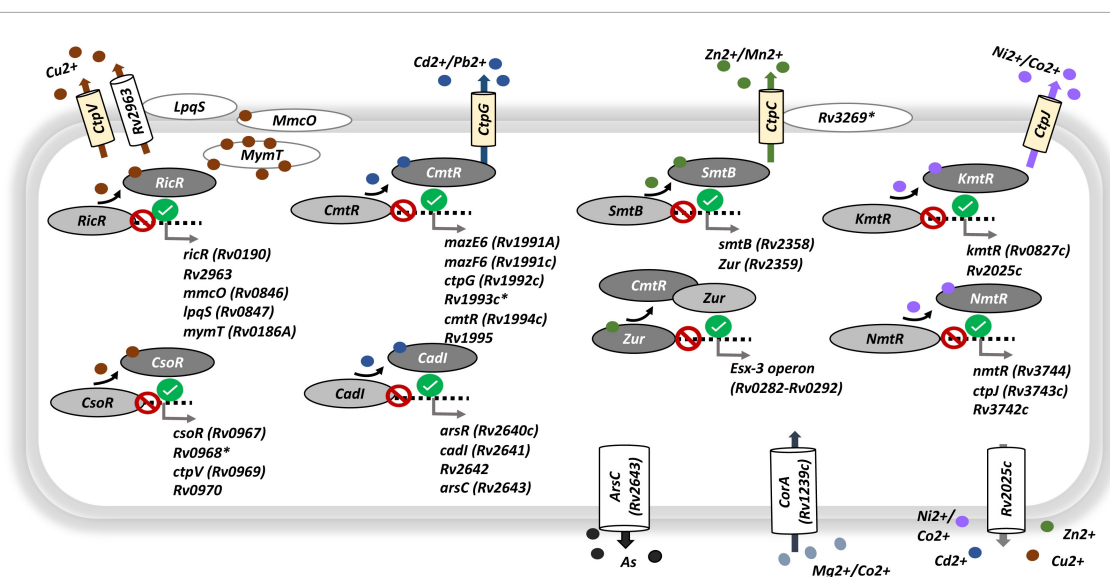 Cu2+
CtpV
Rv2963
LpqS
MmcO
MymT
RicR
RicR
ricR (Rv0190)
Rv2963
mmcO (Rv0846)
lpqS (Rv0847)
mymT (Rv0186A)
CsoR
CsoR
csoR (Rv0967)
Rv0968*
ctpV (Rv0969)
Rv0970
Cd2+/Pb2+
CtpG
CmtR
CmtR
mazE6 (Rv1991A)
mazF6 (Rv1991c)
ctpG (Rv1992c)
Rv1993c*
cmtR (Rv1994c)
Rv1995
CadI
CadI
arsR (Rv2640c)
cadI (Rv2641)
Rv2642
arsC (Rv2643)
Zn2+/Mn2+
CtpC
Rv3269*
SmtB
SmtB
smtB (Rv2358)
Zur (Rv2359)
CmtR
Zur
Zur
Esx-3 operon
(Rv0282-Rv0292)
Ni2+/Co2+
CtpJ
KmtR
KmtR
kmtR (Rv0827c)
Rv2025c
NmtR
NmtR
nmtR (Rv3744)
ctpJ (Rv3743c)
Rv3742c
ArsC
(Rv2643)
As
CorA
(Rv1239c)
Mg2+/Co2+
Rv2025c
Ni2+/
Co2+
Cd2+
Zn2+
Cu2+